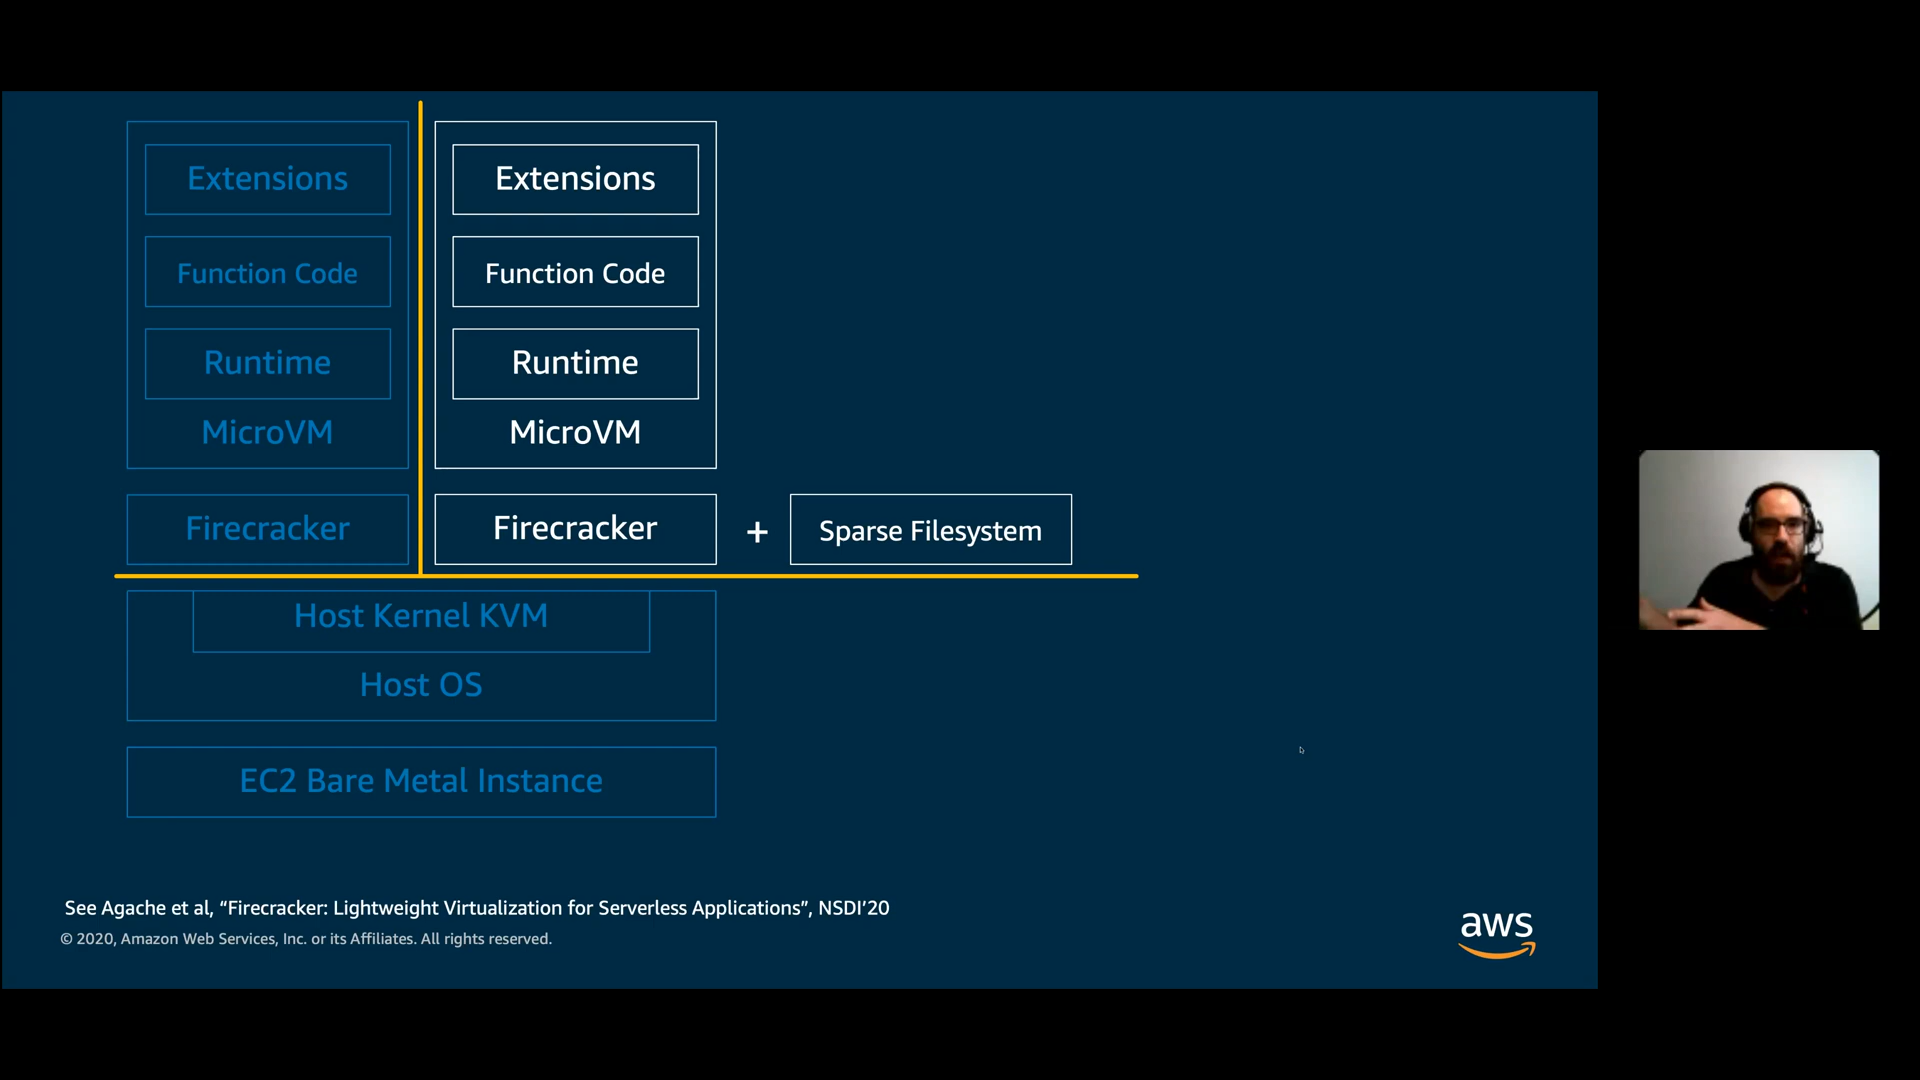 Extensions
Function Code
Runtime
MicroVM
Firecracker
Extensions
Function Code
Runtime
MicroVM
Firecracker
+
Sparse Filesystem
Host Kernel KVM
Host OS
EC2 Bare Metal Instance
See Agache et al, “Firecracker: Lightweight Virtualization for Serverless Applications”, NSDI’20
© 2020, Amazon Web Services, Inc. or its Affiliates. All rights reserved.
aws